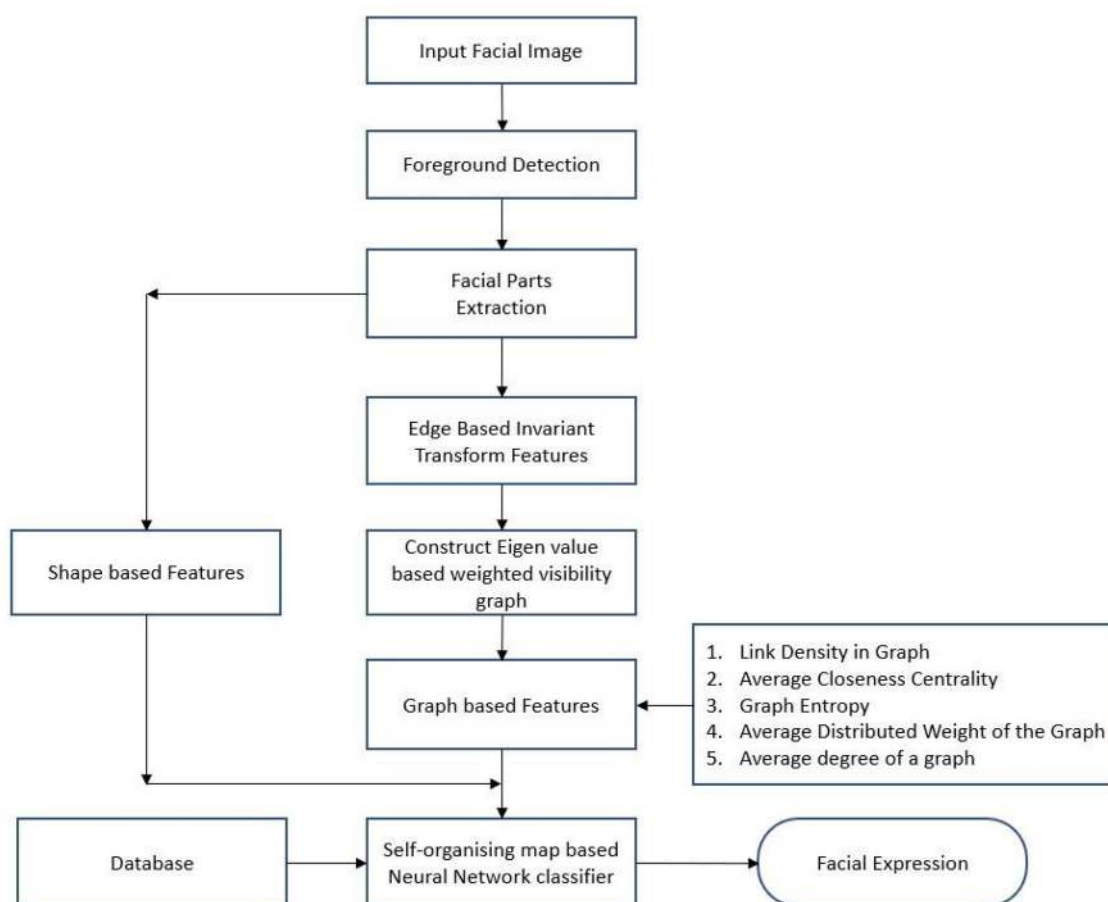 Input Facial Image
Foreground Detection
Facial Parts
Extraction
Edge Based Invariant
Transform Features
Shape based Features
Construct Eigen value
based weighted visibility
graph
Graph based Features
1. Link Density in Graph
2. Average Closeness Centrality
3. Graph Entropy
4. Average Distributed Weight of the Graph
5. Average degree of a graph
Database
Self-organising map based
Neural Network classifier
Facial Expression